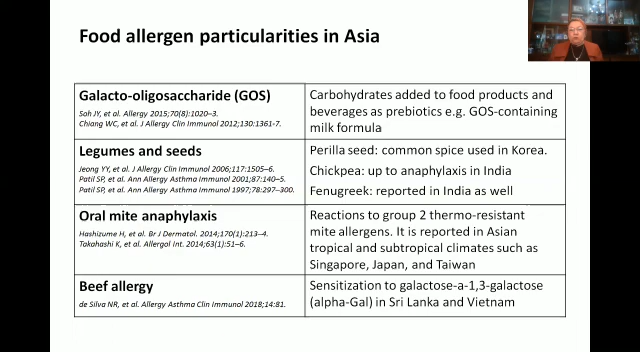 Food allergen particularities in Asia
Galacto-oligosaccharide (GOS)
Soh JY, et al. Allergy 2015;70(8):1020–3.
Chiang WC, et al. J Allergy Clin Immunol 2012;130:1361-7.
Carbohydrates added to food products and
beverages as prebiotics e.g. GOS-containing
milk formula
Legumes and seeds
Jeong YY, et al. J Allergy Clin Immunol 2006;117:1505–6.
Patil SP, et al. Ann Allergy Asthma Immunol 2001;87:140–5.
Patil SP, et al. Ann Allergy Asthma Immunol 1997;78:297–300.
Perilla seed: common spice used in Korea.
Chickpea: up to anaphylaxis in India
Fenugreek: reported in India as well
Oral mite anaphylaxis
Hashizume H, et al. Br J Dermatol. 2014;170(1):213–4.
Takahashi K, et al. Allergol Int. 2014;63(1):51–6.
Reactions to group 2 thermo-resistant
mite allergens. It is reported in Asian
tropical and subtropical climates such as
Singapore, Japan, and Taiwan
Beef allergy
de Silva NR, et al. Allergy Asthma Clin Immunol 2018;14:81.
Sensitization to galactose-a-1,3-galactose
(alpha-Gal) in Sri Lanka and Vietnam